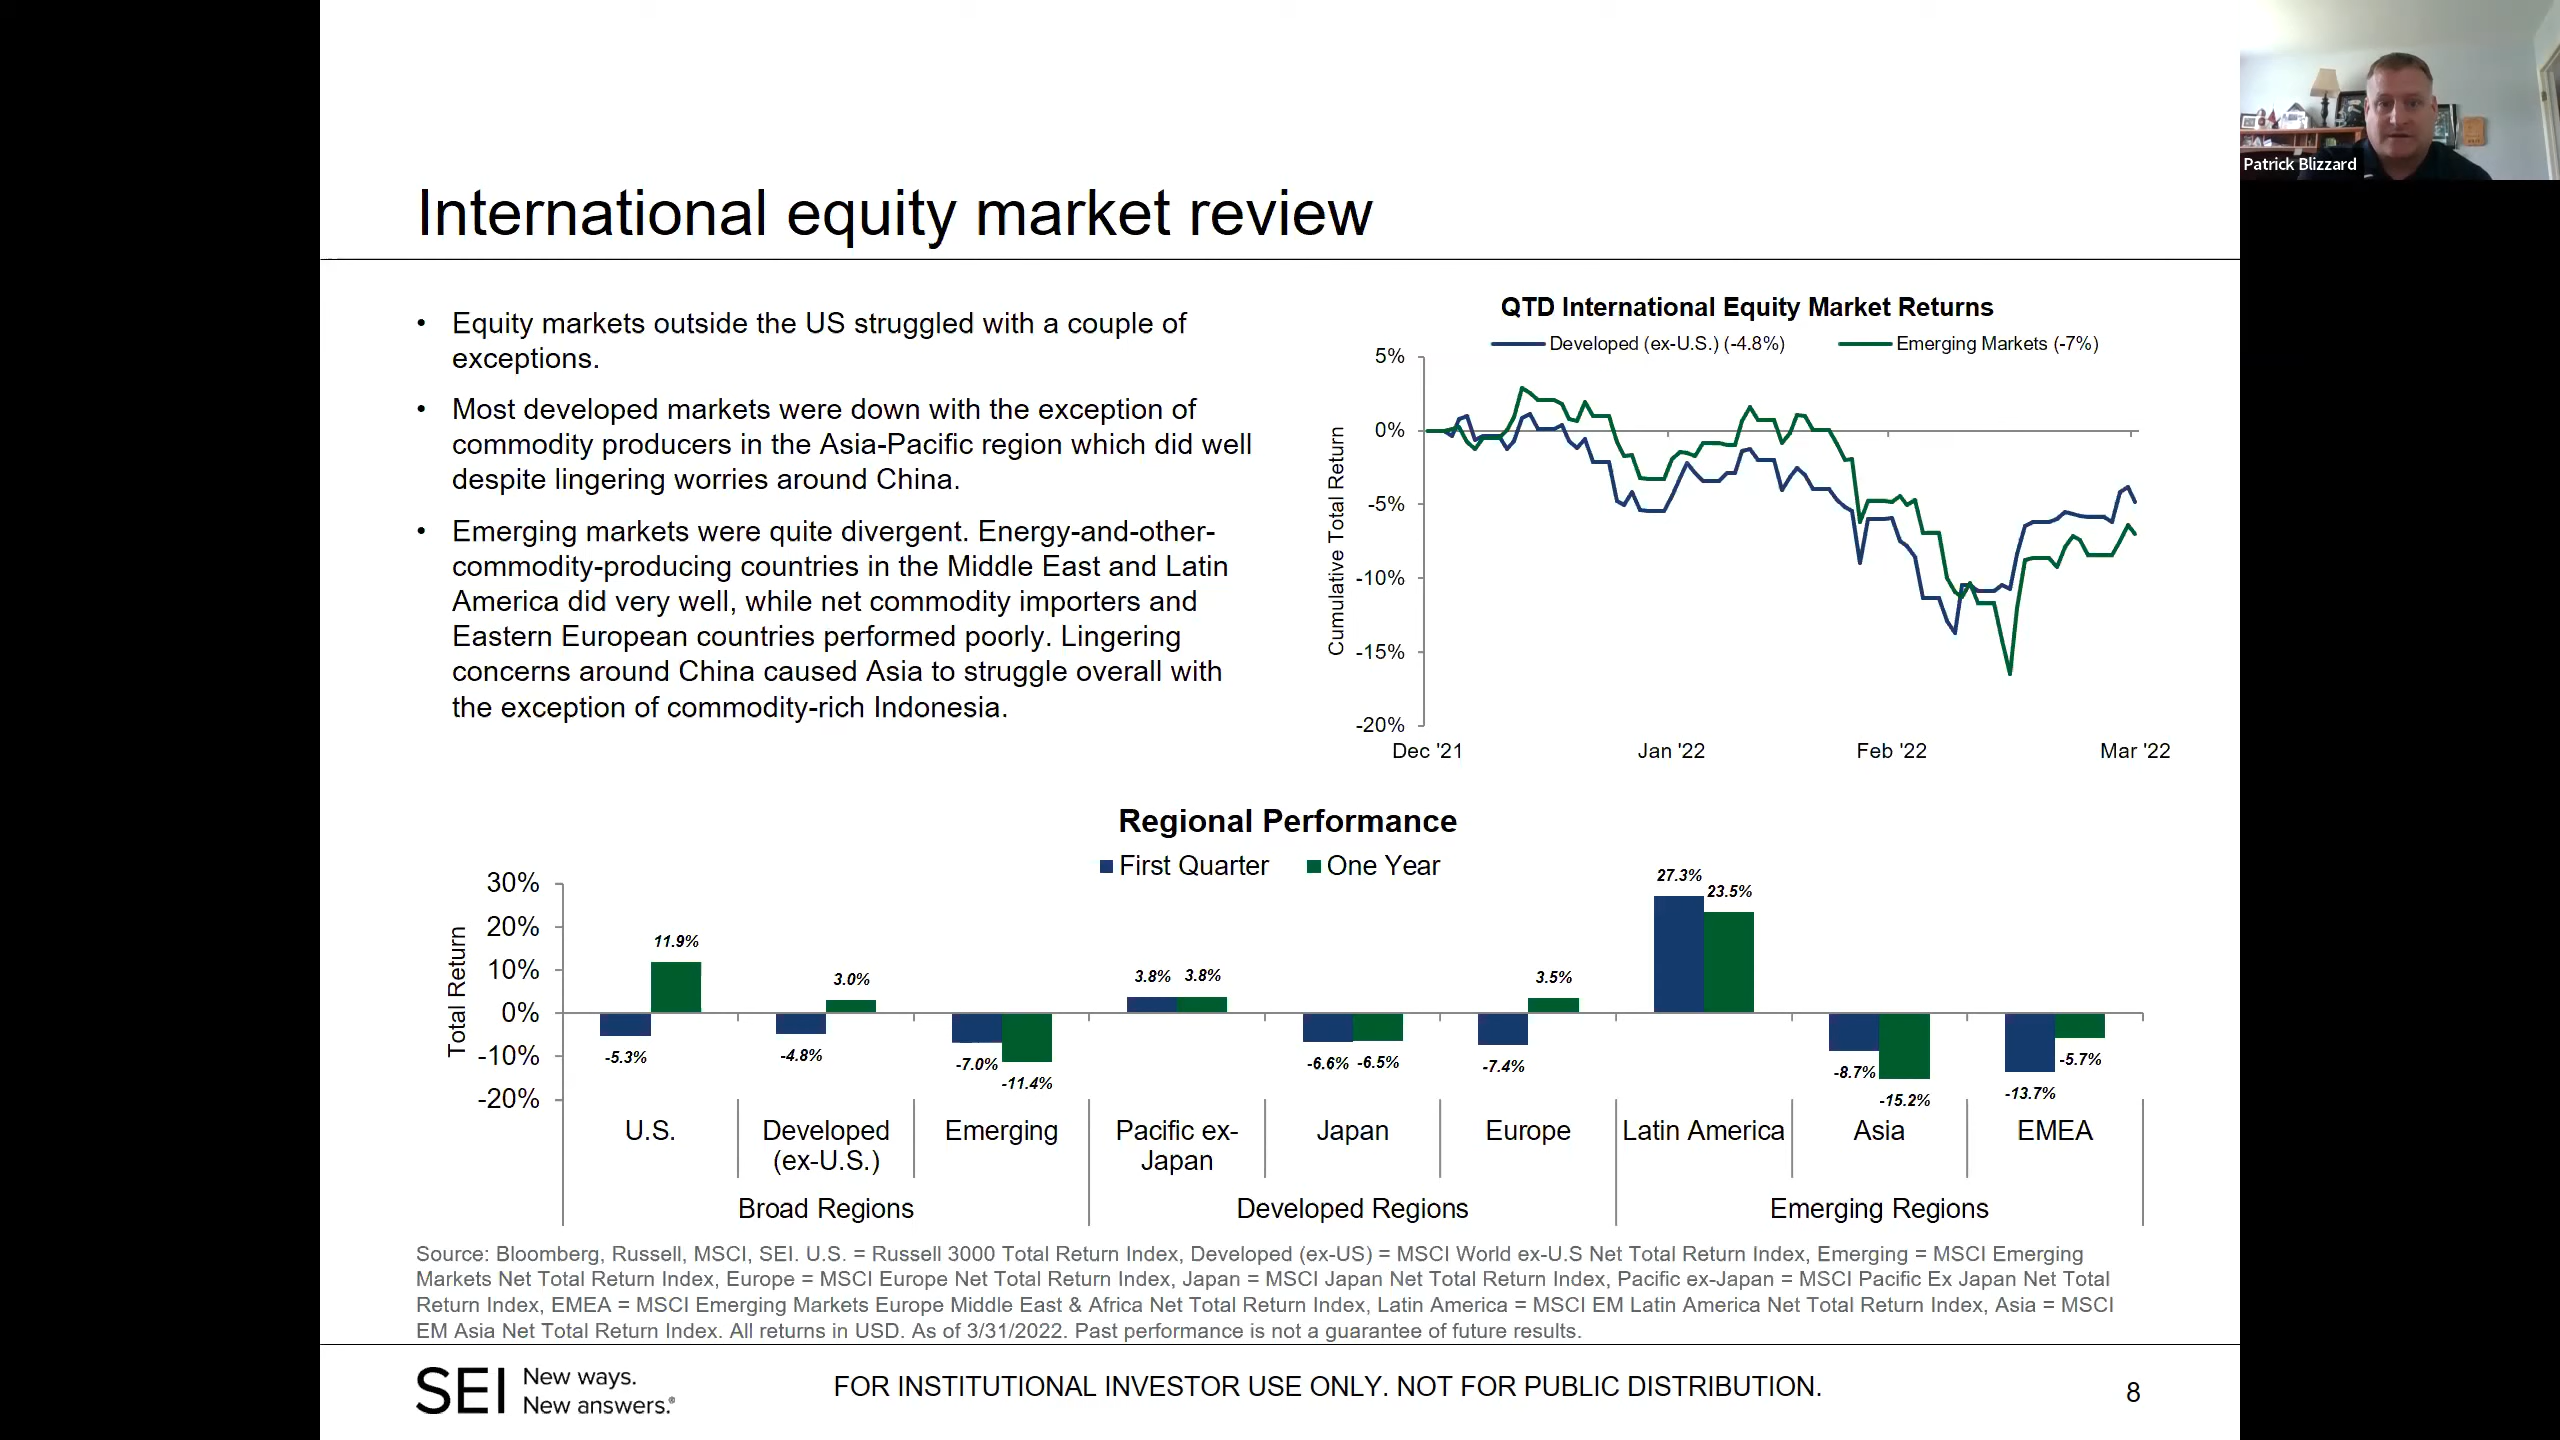 Patrick Blizzard
International equity market review
• Equity markets outside the US struggled with a couple of
exceptions.
• Most developed markets were down with the exception of
commodity producers in the Asia-Pacific region which did well
despite lingering worries around China.
• Emerging markets were quite divergent. Energy-and-other-
commodity-producing countries in the Middle East and Latin
America did very well, while net commodity importers and
Eastern European countries performed poorly. Lingering
concerns around China caused Asia to struggle overall with
the exception of commodity-rich Indonesia.
QTD International Equity Market Returns
Developed (ex-U.S.) (-4.8%) Emerging Markets (-7%)
Cumulative Total Return
5%
0%
-5%
-10%
-15%
-20%
Dec '21 Jan '22 Feb '22 Mar '22
Regional Performance
First Quarter One Year
Total Return
30%
20%
10%
0%
-10%
-20%
-5.3% 11.9%
-4.8% 3.0%
-7.0% -11.4%
3.8% 3.8%
-6.6% -6.5%
-7.4% 3.5%
27.3% 23.5%
-8.7% -15.2%
-13.7% -5.7%
U.S. Developed Emerging Pacific ex- Japan Europe Latin America Asia EMEA
(ex-U.S.) Japan
Broad Regions Developed Regions Emerging Regions
Source: Bloomberg, Russell, MSCI, SEI. U.S. = Russell 3000 Total Return Index, Developed (ex-US) = MSCI World ex-U.S Net Total Return Index, Emerging = MSCI Emerging
Markets Net Total Return Index, Europe = MSCI Europe Net Total Return Index, Japan = MSCI Japan Net Total Return Index, Pacific ex-Japan = MSCI Pacific Ex Japan Net Total
Return Index, EMEA = MSCI Emerging Markets Europe Middle East & Africa Net Total Return Index, Latin America = MSCI EM Latin America Net Total Return Index, Asia = MSCI
EM Asia Net Total Return Index. All returns in USD. As of 3/31/2022. Past performance is not a guarantee of future results.
SEI New ways.
New answers.®
FOR INSTITUTIONAL INVESTOR USE ONLY. NOT FOR PUBLIC DISTRIBUTION.
8